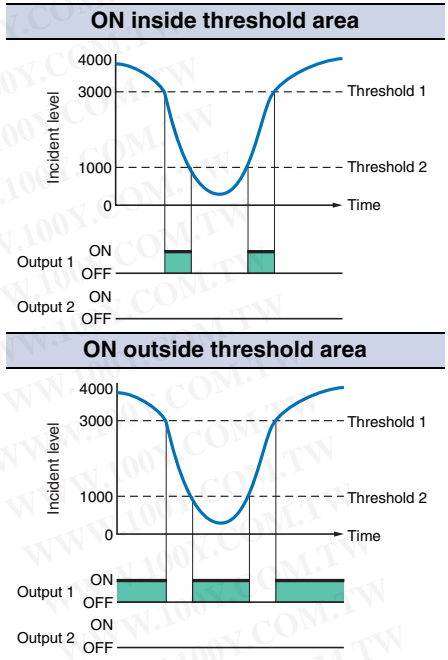 ON inside threshold area
Incident level
4000
3000
1000
0
Threshold 1
Threshold 2
Time
Output 1
ON
OFF
Output 2
ON
OFF
ON outside threshold area
Incident level
4000
3000
1000
0
Threshold 1
Threshold 2
Time
Output 1
ON
OFF
Output 2
ON
OFF
WWW.100Y.COM.TW